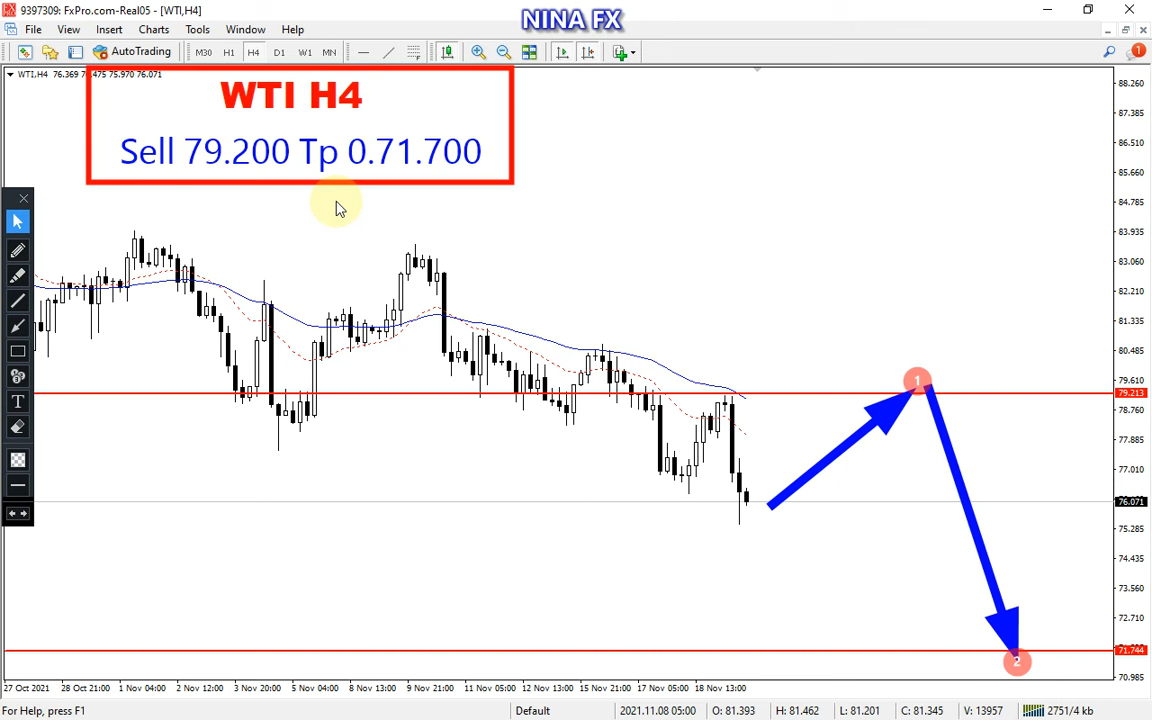 9397309: FxPro.com-Real05 - [WTI,H4]
NINA FX
File View Insert Charts Tools Window Help
AutoTrading M30 H1 H4 D1 W1 MN
1
WTI,H4 76.369 76.475 75.970 76.071
WTI H4
Sell 79.200 Tp 0.71.700
88.260
87.385
86.510
85.660
84.785
83.935
83.060
82.210
81.335
80.485
79.610
1
79.213
78.760
77.885
77.010
76.071
75.285
74.435
73.560
72.710
71.744
2
70.985
27 Oct 2021 28 Oct 21:00 1 Nov 04:00 2 Nov 12:00 3 Nov 20:00 5 Nov 04:00 8 Nov 13:00 9 Nov 21:00 11 Nov 05:00 12 Nov 13:00 15 Nov 21:00 17 Nov 05:00 18 Nov 13:00
For Help, press F1 Default 2021.11.08 05:00 O: 81.393 H: 81.462 L: 81.201 C: 81.345 V: 13957 2751/4 kb